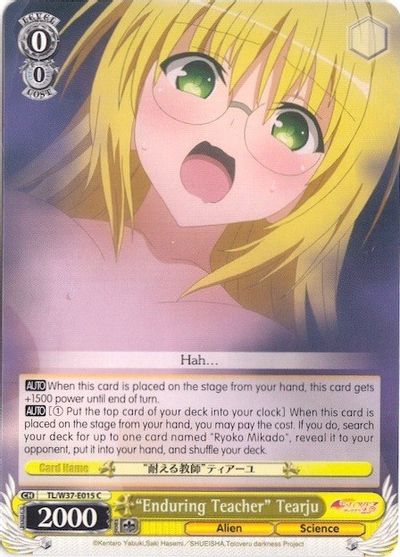 LEVEL
0
0
COST
Hah...
AUTO When this card is placed on the stage from your hand, this card gets
+1500 power until end of turn.
AUTO [① Put the top card of your deck into your clock] When this card is
placed on the stage from your hand, you may pay the cost. If you do, search
your deck for up to one card named "Ryoko Mikado", reveal it to your
opponent, put it into your hand, and shuffle your deck.
Card Name
"耐える教師"ティアーユ
CH TL/W37-E015 C
2000
"Enduring Teacher" Tearju
Alien
Science
©Kentaro Yabuki,Saki Hasemi／SHUEISHA,Toloveru darkness Project